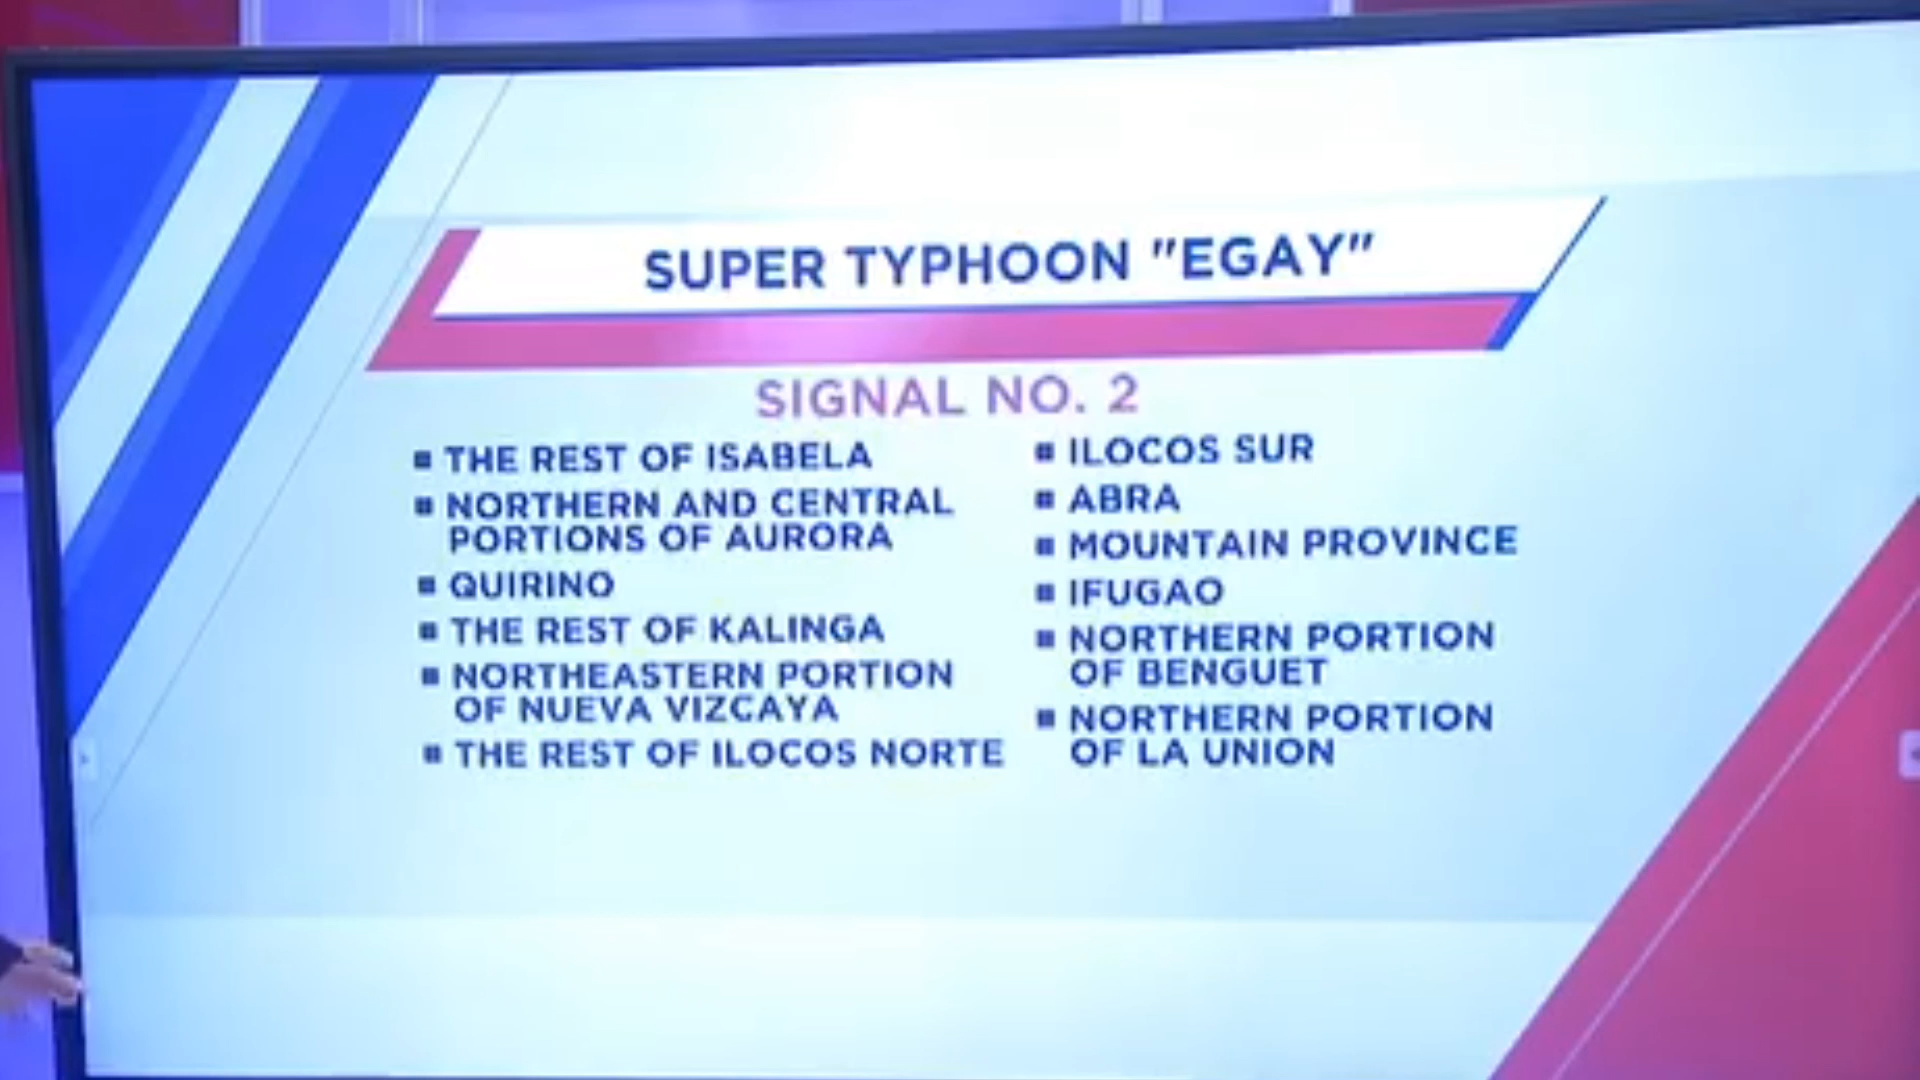 SUPER TYPHOON "EGAY"
SIGNAL NO. 2
THE REST OF ISABELA
NORTHERN AND CENTRAL
PORTIONS OF AURORA
QUIRINO
THE REST OF KALINGA
NORTHEASTERN PORTION
OF NUEVA VIZCAYA
THE REST OF ILOCOS NORTE
ILOCOS SUR
ABRA
MOUNTAIN PROVINCE
IFUGAO
NORTHERN PORTION
OF BENGUET
NORTHERN PORTION
OF LA UNION